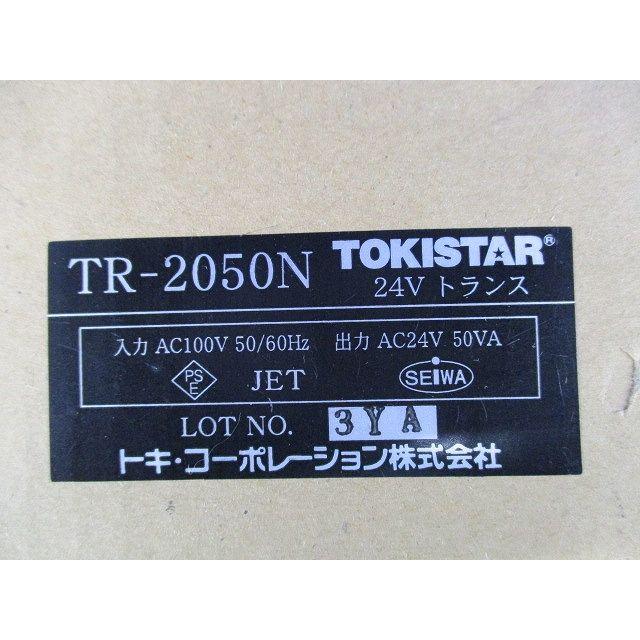 TR-2050N TOKISTAR®
24V トランス
入力 AC100V 50/60Hz 出力 AC24V 50VA
PSE JET SEIWA
LOT NO. 3YA
トキ・コーポレーション株式会社